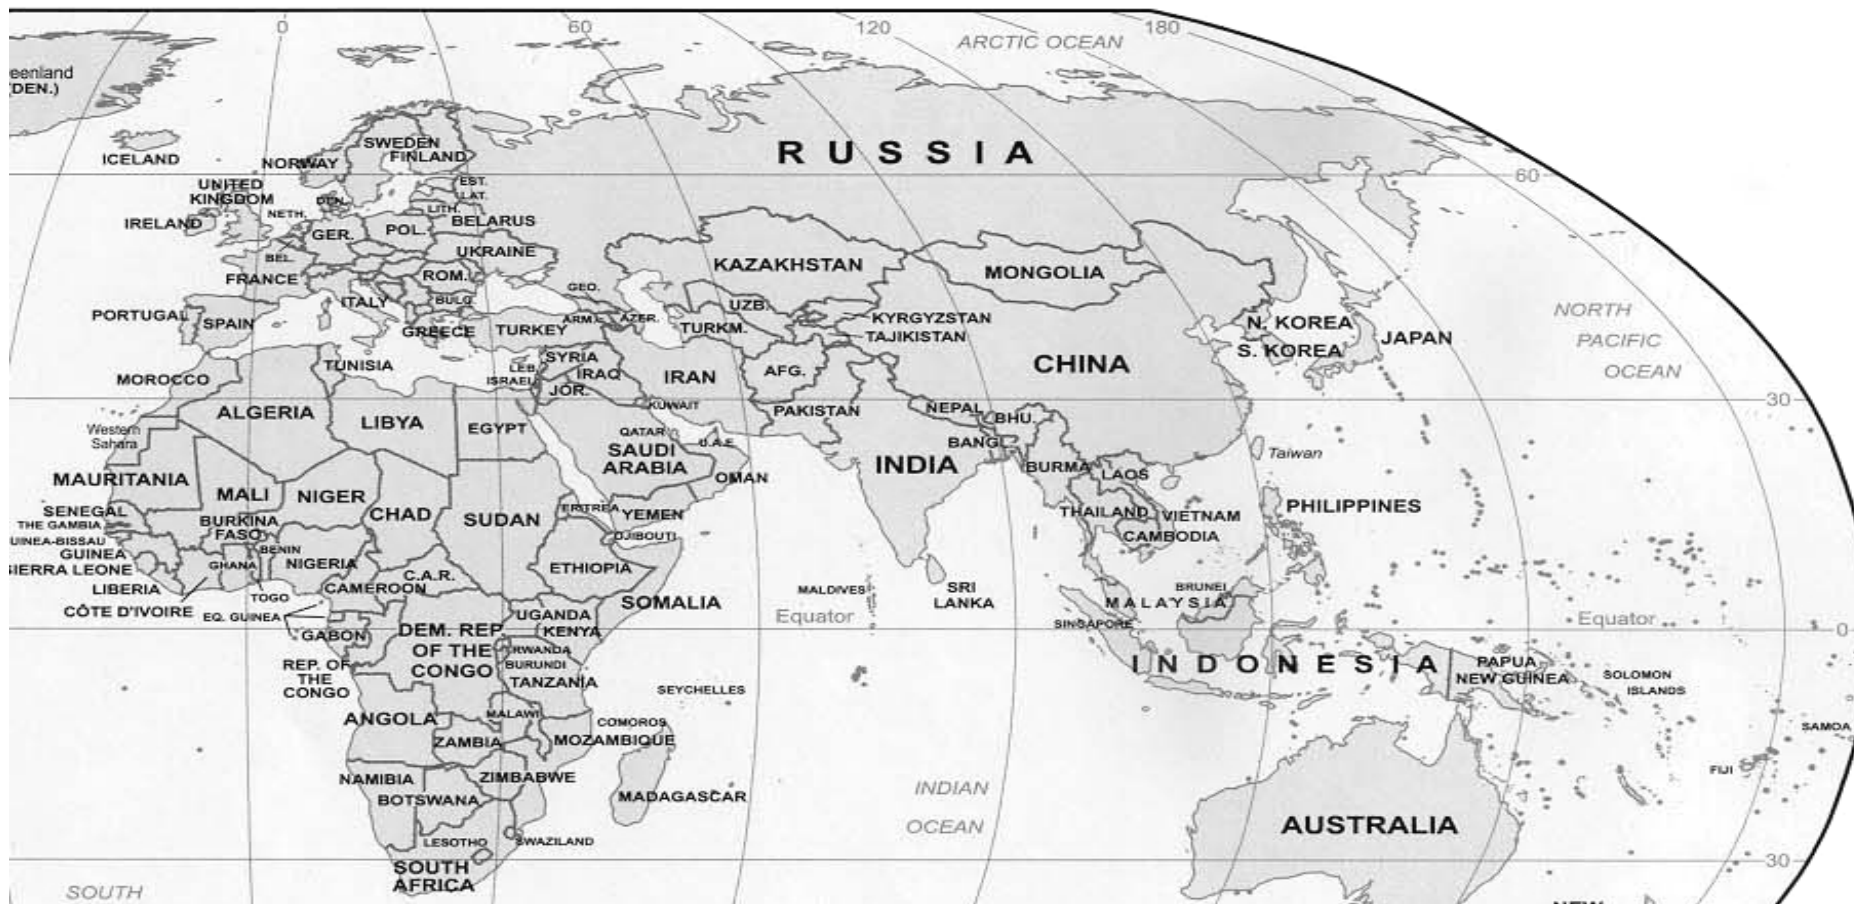 0
60
120
180
ARCTIC OCEAN
eenland
(DEN.)
ICELAND
NORWAY
SWEDEN
FINLAND
RUSSIA
60
UNITED
KINGDOM
IRELAND
NETH.
DEN.
EST.
LAT.
LITH.
BELARUS
GER.
POL.
BEL.
UKRAINE
FRANCE
ROM.
KAZAKHSTAN
MONGOLIA
PORTUGAL
SPAIN
ITALY
BULG.
GREECE
TURKEY
GEO.
ARM.
AZER.
UZB.
TURKM.
KYRGYZSTAN
TAJIKISTAN
N. KOREA
S. KOREA
JAPAN
NORTH
PACIFIC
OCEAN
MOROCCO
TUNISIA
LEB.
ISRAEL
SYRIA
IRAQ
JOR.
IRAN
AFG.
CHINA
30
Western
Sahara
ALGERIA
LIBYA
EGYPT
KUWAIT
QATAR
U.A.E.
SAUDI
ARABIA
PAKISTAN
NEPAL
BHU.
BANG.
INDIA
BURMA
LAOS
Taiwan
MAURITANIA
MALI
NIGER
CHAD
SUDAN
ERITREA
YEMEN
OMAN
DJIBOUTI
THAILAND
VIETNAM
CAMBODIA
PHILIPPINES
SENEGAL
THE GAMBIA
UINEA-BISSAU
GUINEA
SIERRA LEONE
LIBERIA
CÔTE D'IVOIRE
BURKINA
FASO
GHANA
BENIN
TOGO
NIGERIA
CAMEROON
C.A.R.
ETHIOPIA
SOMALIA
MALDIVES
SRI
LANKA
BRUNEI
MALAYSIA
SINGAPORE
EQ. GUINEA
GABON
REP. OF
THE
CONGO
DEM. REP.
OF THE
CONGO
UGANDA
KENYA
RWANDA
BURUNDI
TANZANIA
Equator
Equator
0
INDONESIA
PAPUA
NEW GUINEA
SOLOMON
ISLANDS
SEYCHELLES
ANGOLA
MALAWI
ZAMBIA
COMOROS
MOZAMBIQUE
SAMOA
FIJI
NAMIBIA
ZIMBABWE
BOTSWANA
MADAGASCAR
INDIAN
OCEAN
AUSTRALIA
LESOTHO
SWAZILAND
SOUTH
AFRICA
30
SOUTH
NEW